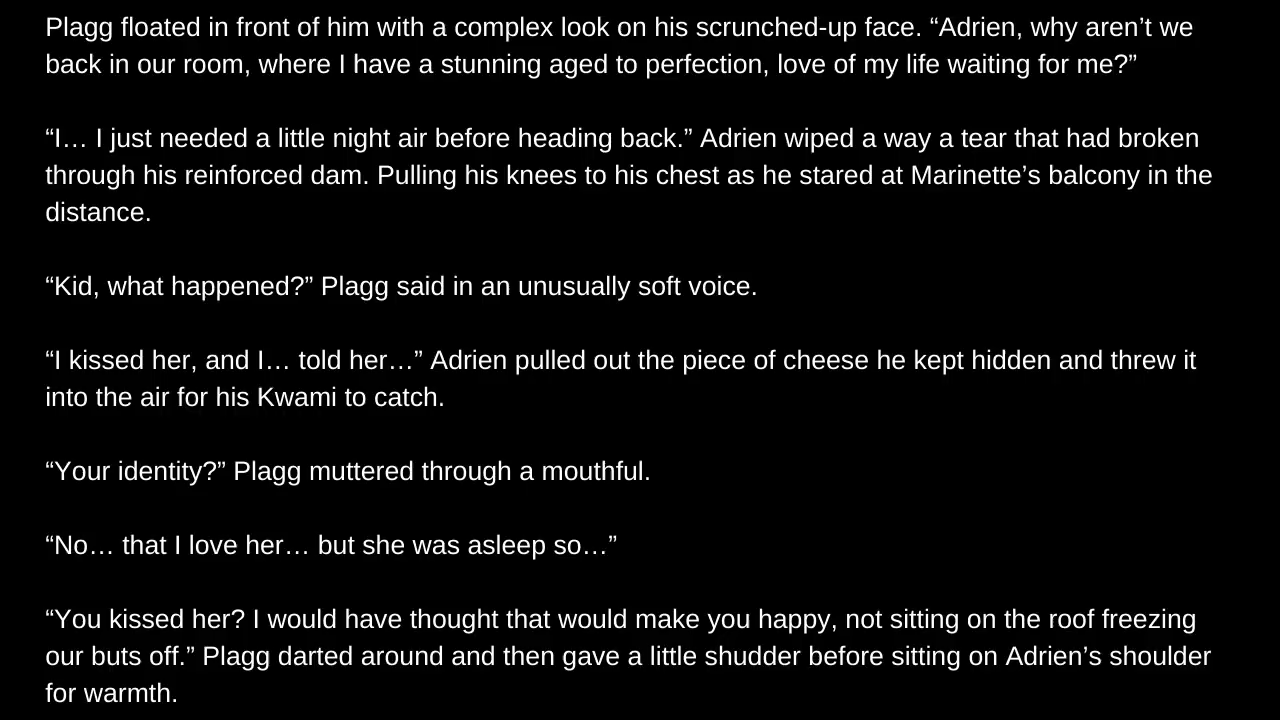 Plagg floated in front of him with a complex look on his scrunched-up face. “Adrien, why aren’t we
back in our room, where I have a stunning aged to perfection, love of my life waiting for me?”
“I… I just needed a little night air before heading back.” Adrien wiped a way a tear that had broken
through his reinforced dam. Pulling his knees to his chest as he stared at Marinette’s balcony in the
distance.
“Kid, what happened?” Plagg said in an unusually soft voice.
“I kissed her, and I… told her…” Adrien pulled out the piece of cheese he kept hidden and threw it
into the air for his Kwami to catch.
“Your identity?” Plagg muttered through a mouthful.
“No… that I love her… but she was asleep so…”
“You kissed her? I would have thought that would make you happy, not sitting on the roof freezing
our buts off.” Plagg darted around and then gave a little shudder before sitting on Adrien’s shoulder
for warmth.